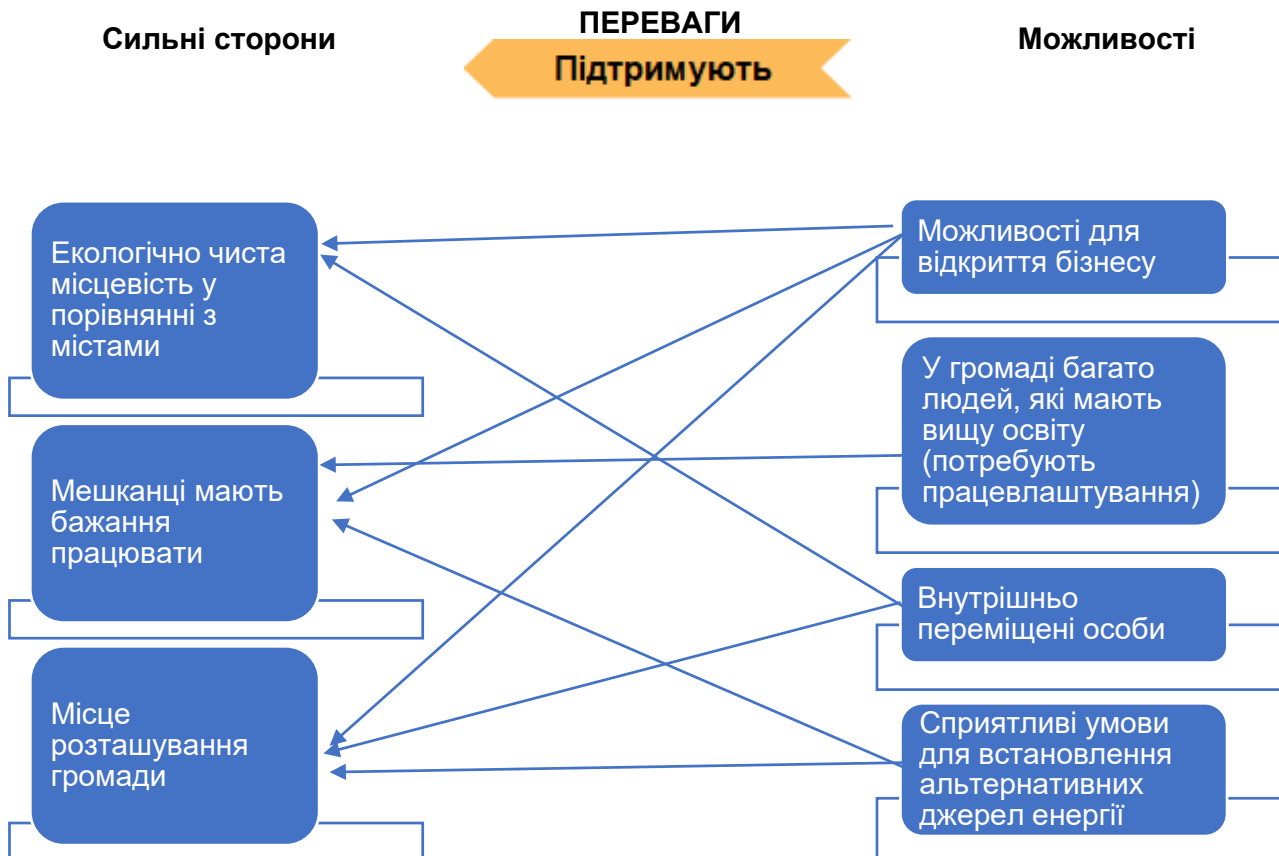 ПЕРЕВАГИ
Сильні сторони
Підтримують
Можливості
Екологічно чиста
місцевість у
порівнянні з
містами
Мешканці мають
бажання
працювати
Місце
розташування
громади
Можливості для
відкриття бізнесу
У громаді багато
людей, які мають
вищу освіту
(потребують
працевлаштування)
Внутрішньо
переміщені особи
Сприятливі умови
для встановлення
альтернативних
джерел енергії